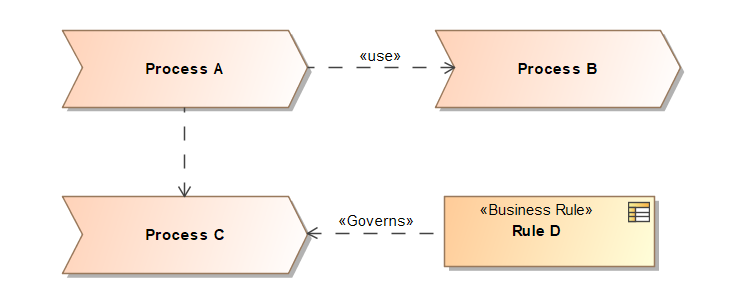 Process A
«use»
Process B
Process C
«Governs»
«Business Rule»
Rule D